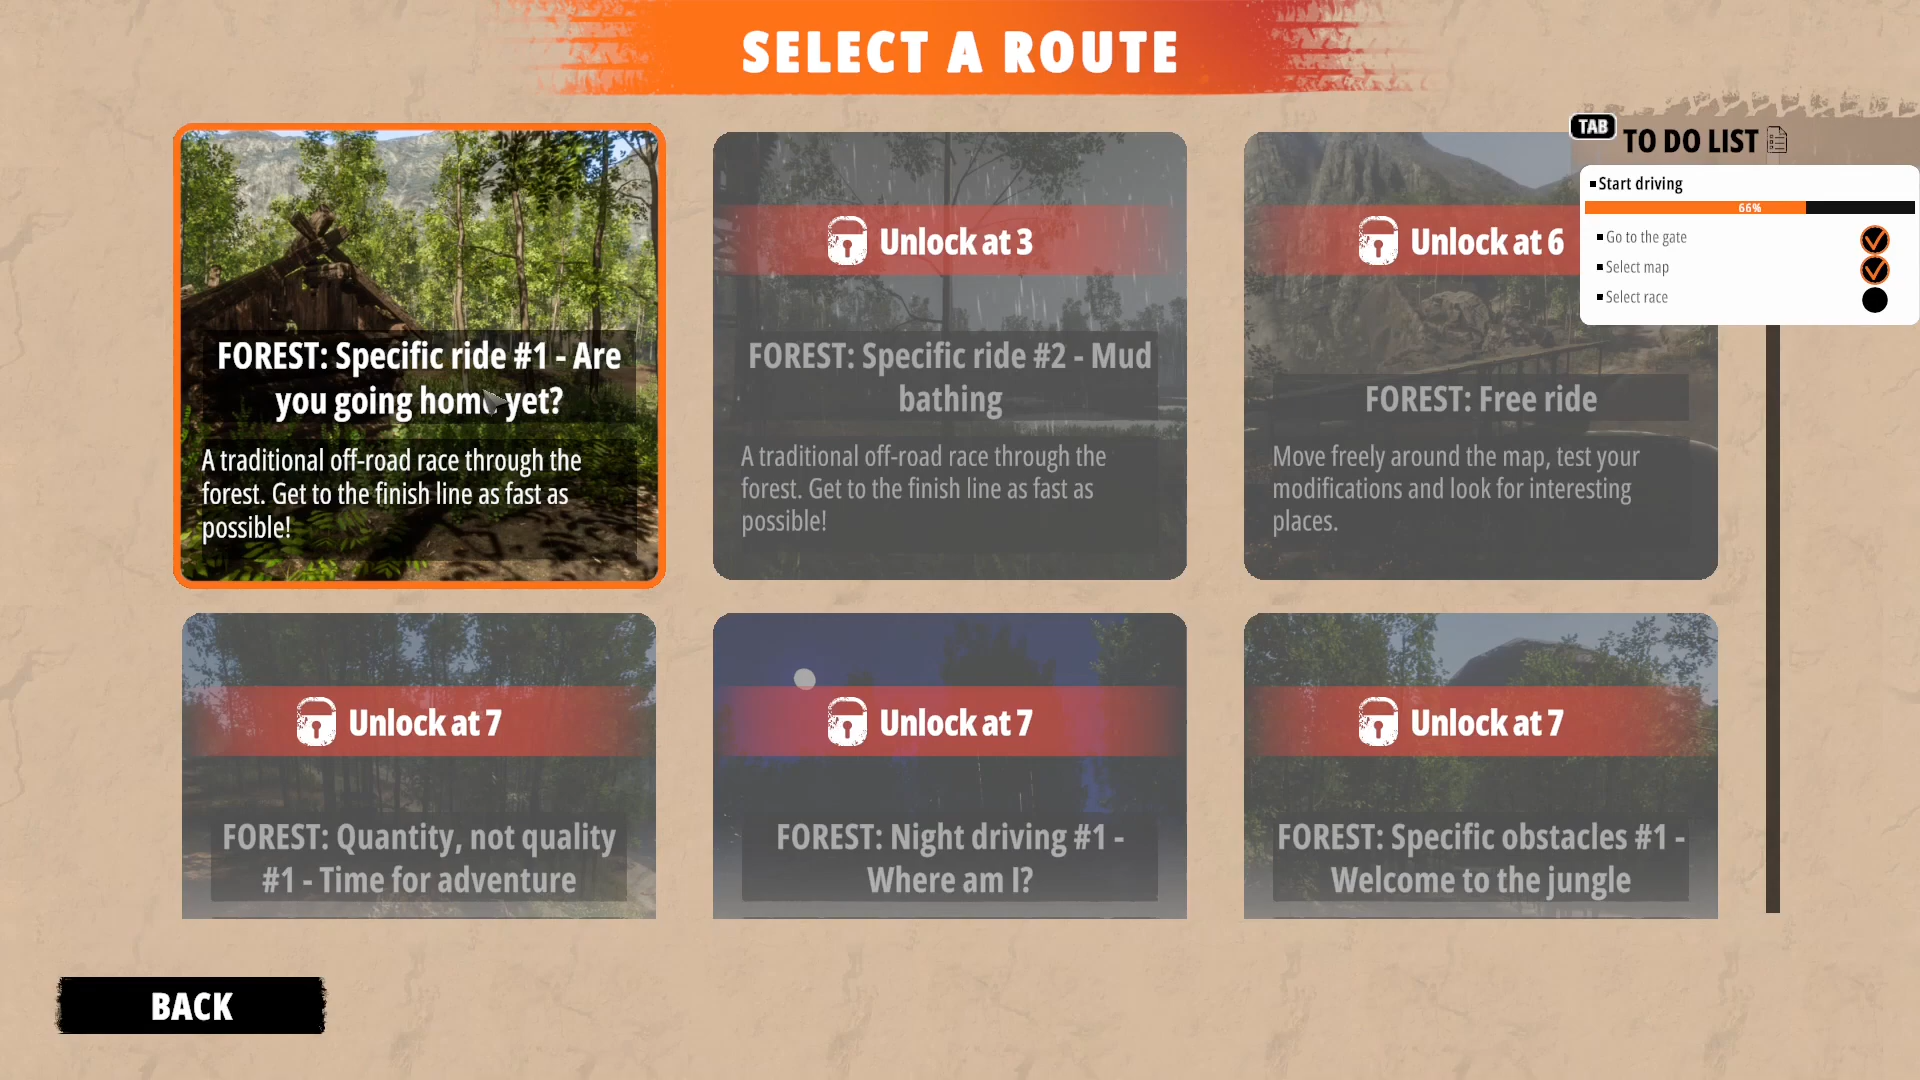 SELECT A ROUTE
TAB
TO DO LIST
Start driving
66%
Go to the gate
Select map
Select race
FOREST: Specific ride #1 - Are
you going home yet?
A traditional off-road race through the
forest. Get to the finish line as fast as
possible!
Unlock at 3
FOREST: Specific ride #2 - Mud
bathing
A traditional off-road race through the
forest. Get to the finish line as fast as
possible!
Unlock at 6
FOREST: Free ride
Move freely around the map, test your
modifications and look for interesting
places.
Unlock at 7
FOREST: Quantity, not quality
#1 - Time for adventure
Unlock at 7
FOREST: Night driving #1 -
Where am I?
Unlock at 7
FOREST: Specific obstacles #1 -
Welcome to the jungle
BACK